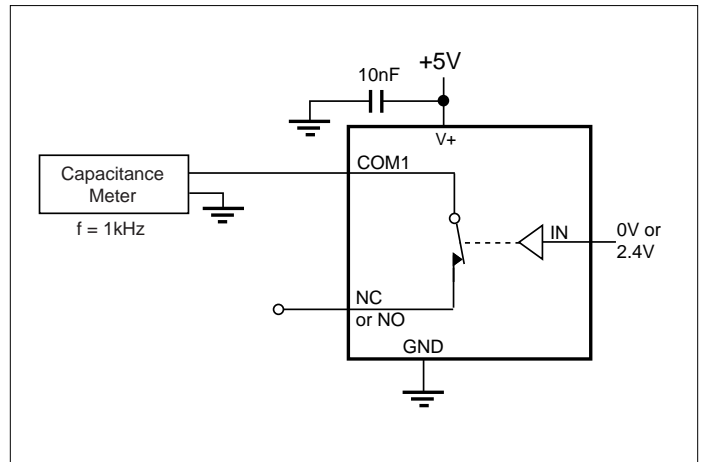 +5V
10nF
V+
COM1
Capacitance
Meter
f = 1kHz
IN
0V or
2.4V
NC
or NO
GND